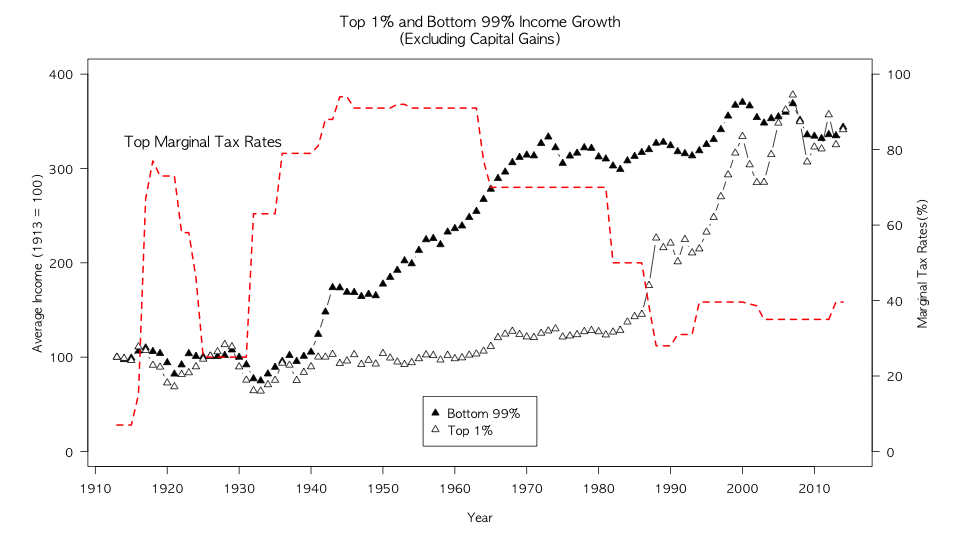 Top 1% and Bottom 99% Income Growth
(Excluding Capital Gains)
Top Marginal Tax Rates
Average Income (1913 = 100)
400
300
200
100
0
100
80
60
40
20
0
Marginal Tax Rates(%)
Bottom 99%
Top 1%
1910 1920 1930 1940 1950 1960 1970 1980 1990 2000 2010
Year